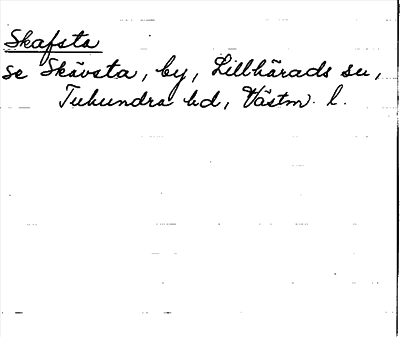 Skafsta
se Skävsta, by, Lillhärads sn,
Tuhundra hd, Västm. l.